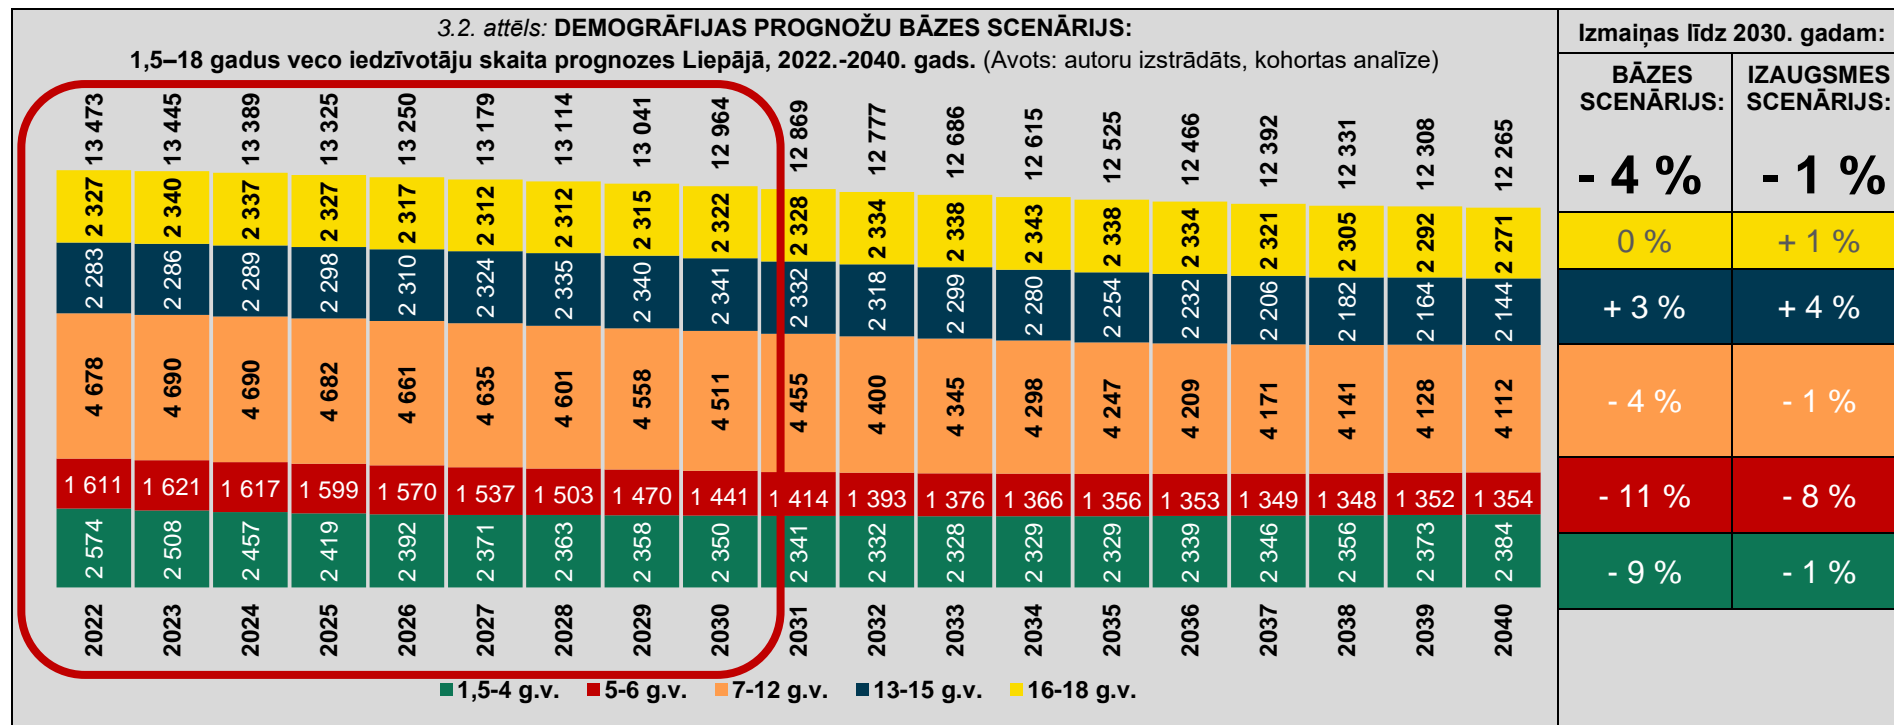 3.2. attēls: DEMOGRĀFIJAS PROGNOŽU BĀZES SCENĀRIJS:
1,5–18 gadus veco iedzīvotāju skaita prognozes Liepājā, 2022.-2040. gads. (Avots: autoru izstrādāts, kohortas analīze)
13 473 13 445 13 389 13 325 13 250 13 179 13 114 13 041 12 964 12 869 12 777 12 686 12 615 12 525 12 466 12 392 12 331 12 308 12 265
2 327 2 340 2 337 2 327 2 317 2 312 2 312 2 315 2 322 2 328 2 334 2 338 2 343 2 338 2 334 2 321 2 305 2 292 2 271
2 283 2 286 2 289 2 298 2 310 2 324 2 335 2 340 2 341 2 332 2 318 2 299 2 280 2 254 2 232 2 206 2 182 2 164 2 144
4 678 4 690 4 690 4 682 4 661 4 635 4 601 4 558 4 511 4 455 4 400 4 345 4 298 4 247 4 209 4 171 4 141 4 128 4 112
1 611 1 621 1 617 1 599 1 570 1 537 1 503 1 470 1 441 1 414 1 393 1 376 1 366 1 356 1 353 1 349 1 348 1 352 1 354
2 574 2 508 2 457 2 419 2 392 2 371 2 363 2 358 2 350 2 341 2 332 2 328 2 329 2 329 2 339 2 346 2 356 2 373 2 384
2022 2023 2024 2025 2026 2027 2028 2029 2030 2031 2032 2033 2034 2035 2036 2037 2038 2039 2040
1,5-4 g.v. 5-6 g.v. 7-12 g.v. 13-15 g.v. 16-18 g.v.
Izmaiņas līdz 2030. gadam:
BĀZES IZAUGSMES
SCENĀRIJS: SCENĀRIJS:
- 4 % - 1 %
0 % + 1 %
+ 3 % + 4 %
- 4 % - 1 %
- 11 % - 8 %
- 9 % - 1 %